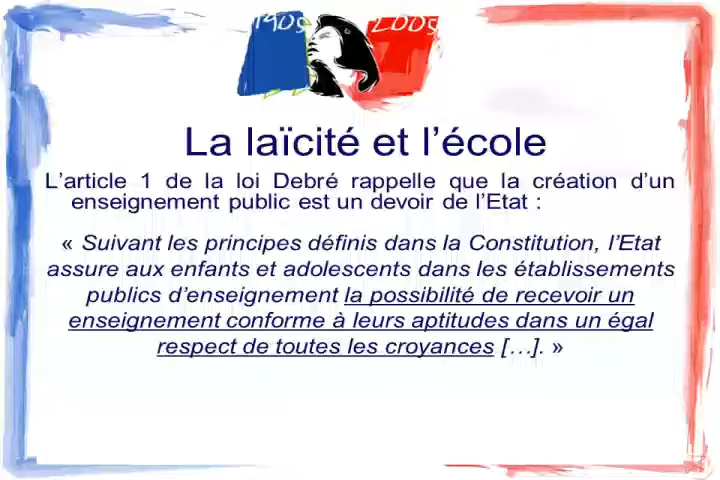 1905 2005
La laïcité et l'école
L'article 1 de la loi Debré rappelle que la création d'un
enseignement public est un devoir de l'Etat :
« Suivant les principes définis dans la Constitution, l'Etat
assure aux enfants et adolescents dans les établissements
publics d'enseignement la possibilité de recevoir un
enseignement conforme à leurs aptitudes dans un égal
respect de toutes les croyances […]. »